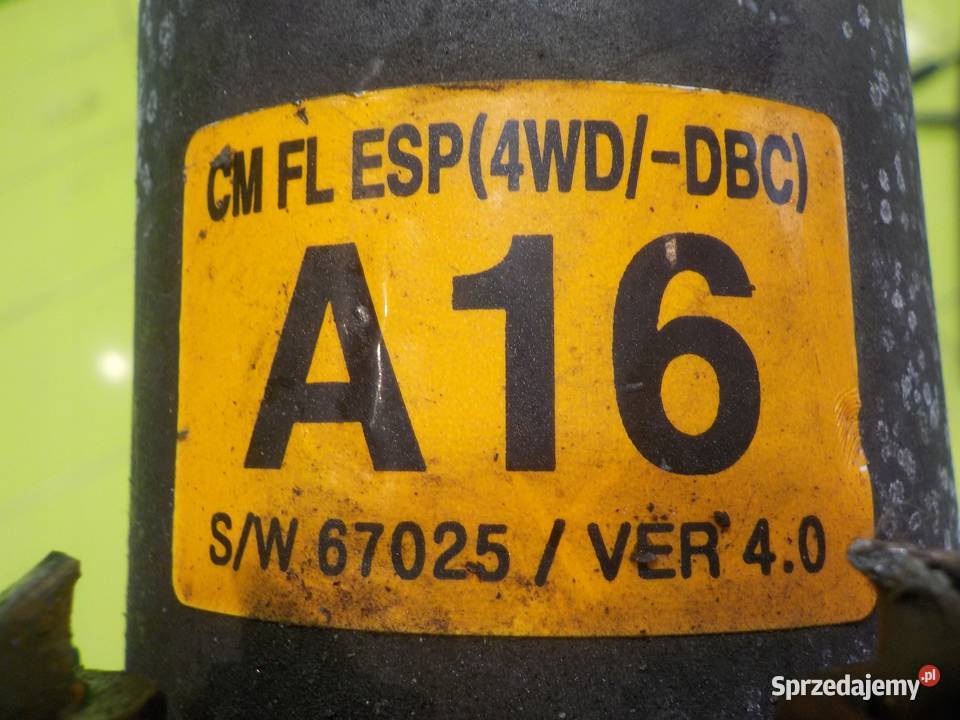 CM FL ESP(4WD/-DBC)
A16
S/W 67025 / VER 4.0
Sprzedajemy.pl